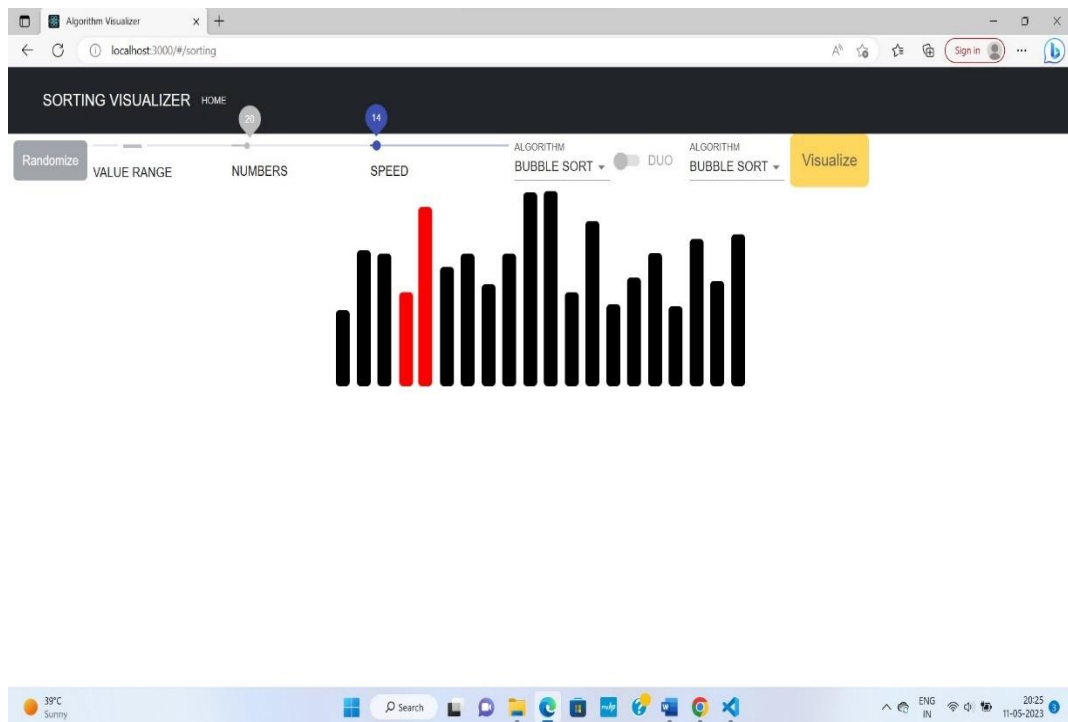 Algorithm Visualizer
localhost:3000/#/sorting
Sign in
SORTING VISUALIZER HOME
20
14
Randomize
VALUE RANGE
NUMBERS
SPEED
ALGORITHM
BUBBLE SORT
DUO
ALGORITHM
BUBBLE SORT
Visualize
39°C
Sunny
Search
ENG
IN
20:25
11-05-2023
3